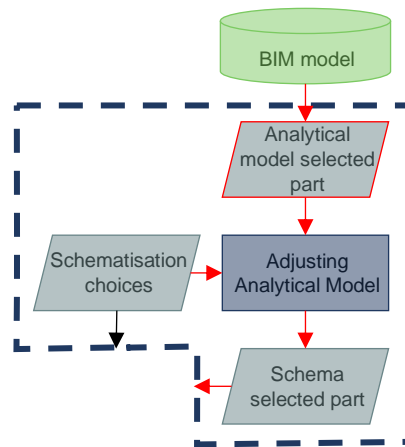 BIM model
Analytical
model selected
part
Schematisation
choices
Adjusting
Analytical Model
Schema
selected part